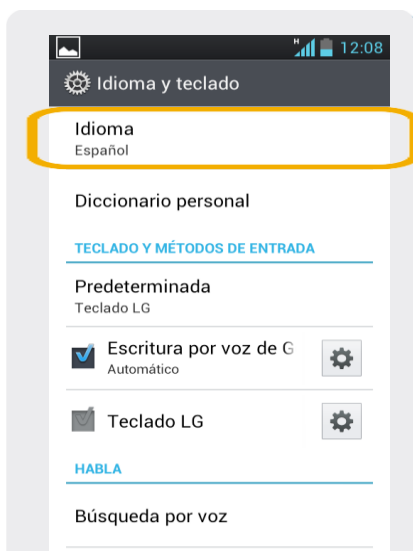 H 12:08
Idioma y teclado
Idioma
Español
Diccionario personal
TECLADO Y MÉTODOS DE ENTRADA
Predeterminada
Teclado LG
Escritura por voz de G
Automático
Teclado LG
HABLA
Búsqueda por voz